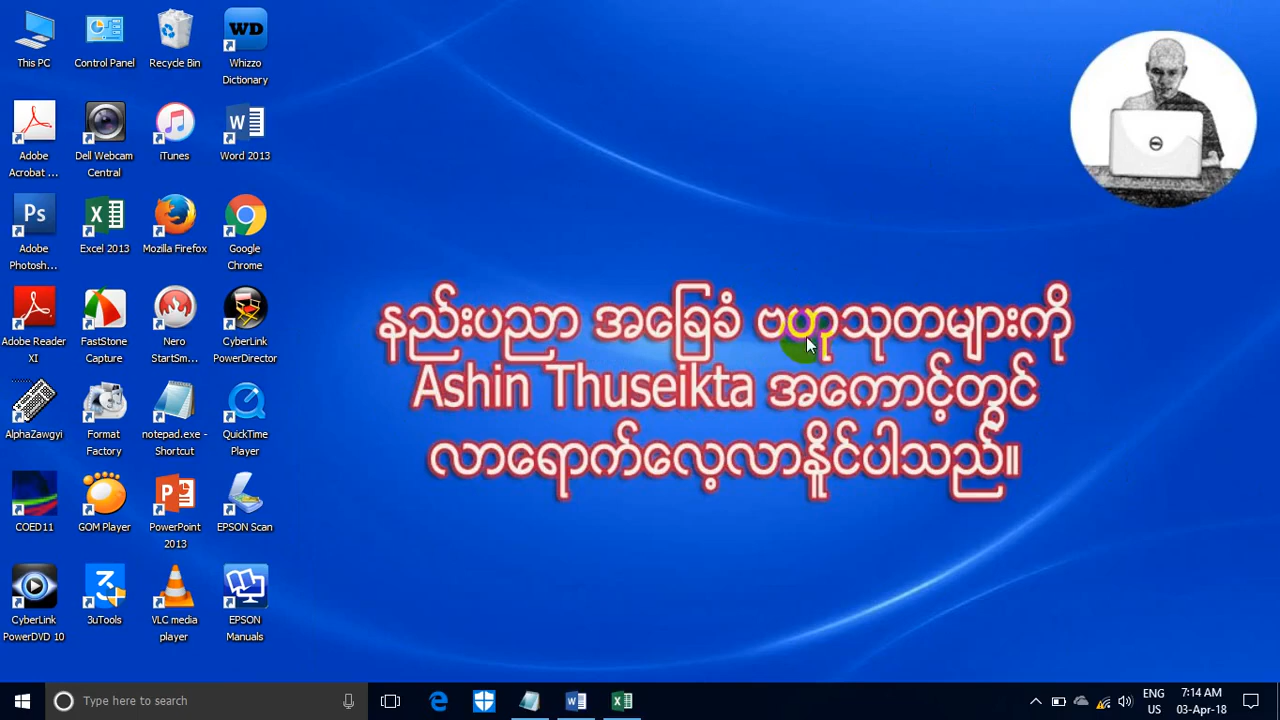 This PC
Control Panel
Recycle Bin
WD
Whizzo
Dictionary
Adobe
Acrobat ...
Dell Webcam
Central
iTunes
Word 2013
Ps
Adobe
Photosh...
Excel 2013
Mozilla Firefox
Google
Chrome
Adobe Reader
XI
FastStone
Capture
Nero
StartSm...
CyberLink
PowerDirector
AlphaZawgyi
Format
Factory
notepad.exe -
Shortcut
QuickTime
Player
COED11
GOM Player
PowerPoint
2013
EPSON Scan
CyberLink
PowerDVD 10
3uTools
VLC media
player
EPSON
Manuals
နည်းပညာ အခြေခံ ဗဟုသုတများကို
Ashin Thuseikta အကောင့်တွင်
လာရောက်လေ့လာနိူင်ပါသည်။
Type here to search
ENG
US
7:14 AM
03-Apr-18